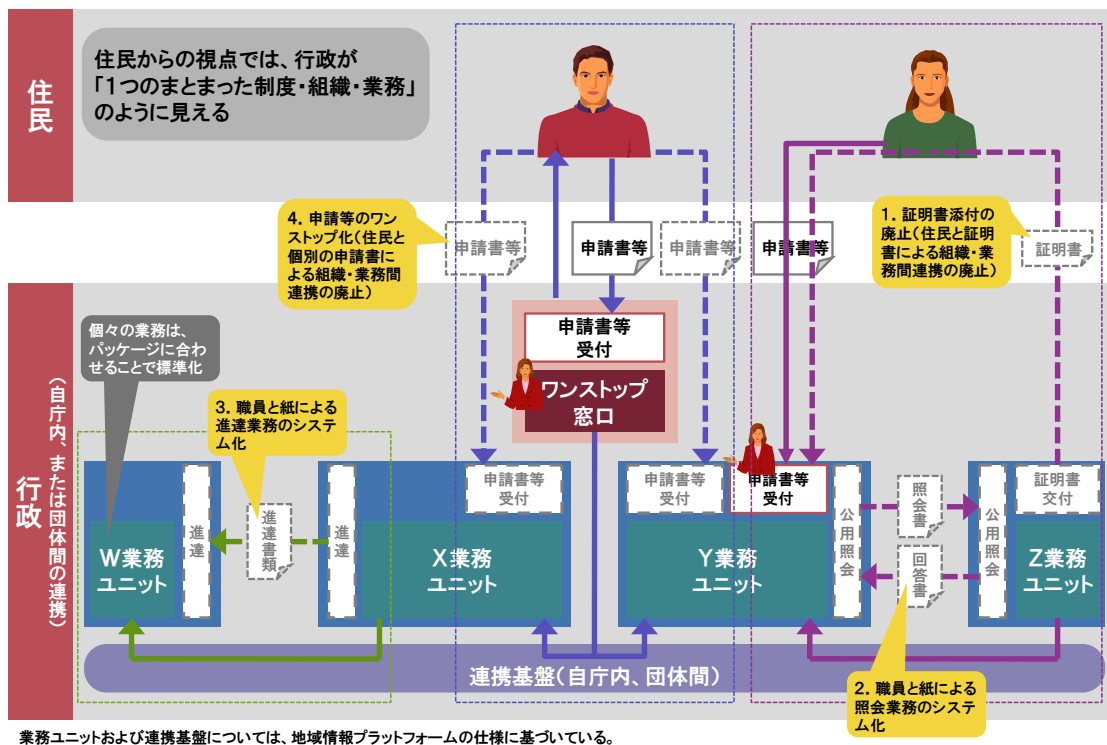 住民
住民からの視点では、行政が
「1つのまとまった制度・組織・業務」
のように見える
4. 申請等のワン
ストップ化(住民と
個別の申請書に
よる組織・業務間
連携の廃止)
申請書等
申請書等
申請書等
申請書等
1. 証明書添付の
廃止(住民と証明
書による組織・業
務間連携の廃止)
証明書
行政
(自庁内、または団体間の連携)
個々の業務は、
パッケージに合わ
せることで標準化
3. 職員と紙による
進達業務のシステ
ム化
申請書等
受付
ワンストップ
窓口
W業務
ユニット
進達
進達書類
進達
申請書等
受付
X業務
ユニット
申請書等
受付
申請書等
受付
Y業務
ユニット
公用照会
照会書
回答書
公用照会
証明書
交付
Z業務
ユニット
連携基盤(自庁内、団体間)
2. 職員と紙による
照会業務のシステ
ム化
業務ユニットおよび連携基盤については、地域情報プラットフォームの仕様に基づいている。